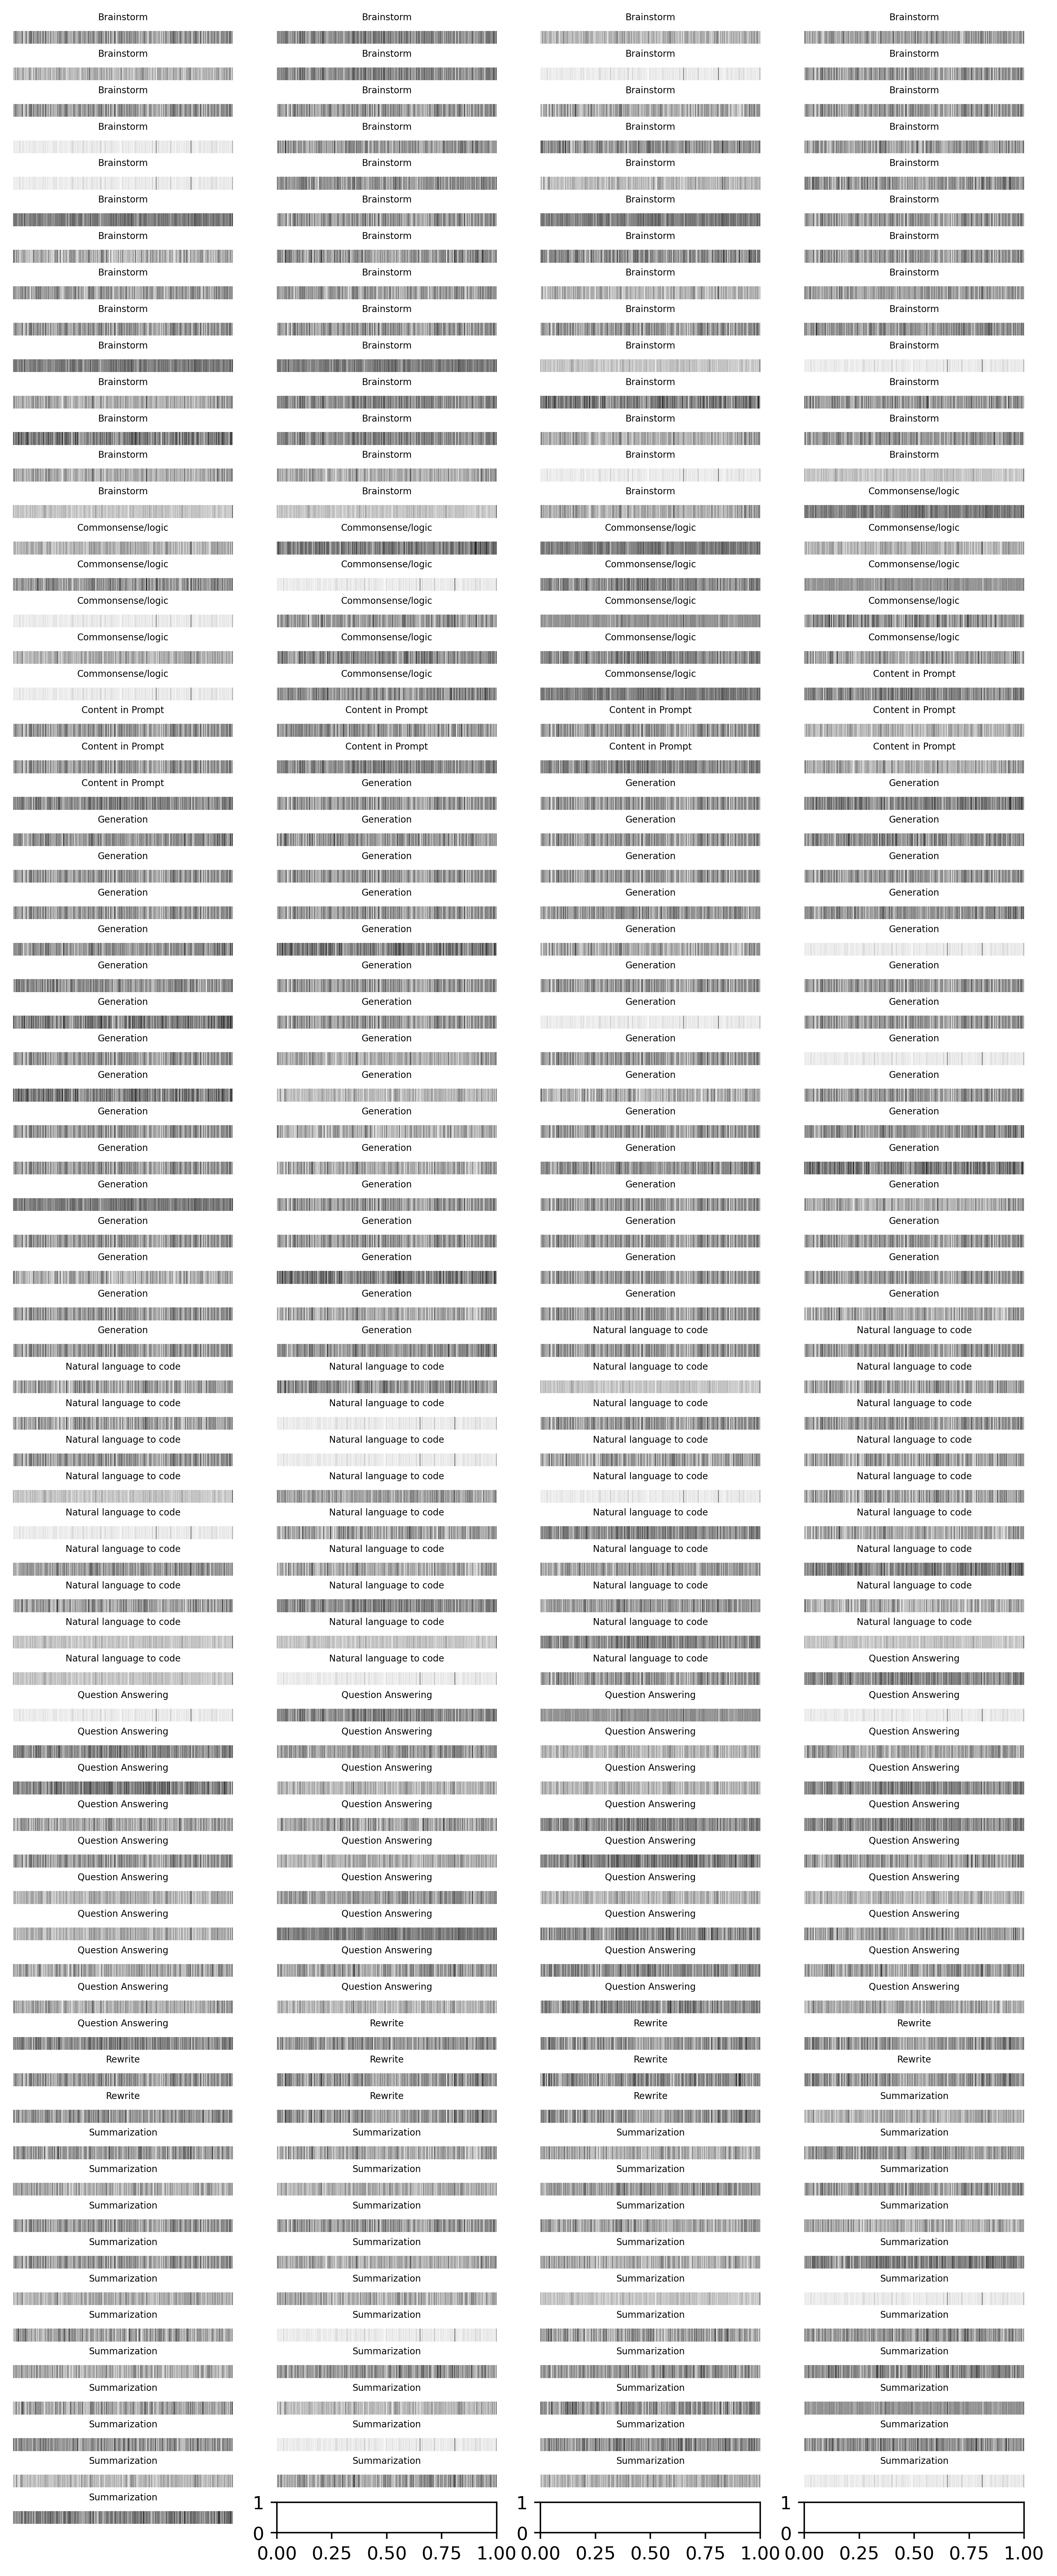 Brainstorm Brainstorm Brainstorm Brainstorm
Brainstorm Brainstorm Brainstorm Brainstorm
Brainstorm Brainstorm Brainstorm Brainstorm
Brainstorm Brainstorm Brainstorm Brainstorm
Brainstorm Brainstorm Brainstorm Brainstorm
Brainstorm Brainstorm Brainstorm Brainstorm
Brainstorm Brainstorm Brainstorm Brainstorm
Brainstorm Brainstorm Brainstorm Brainstorm
Brainstorm Brainstorm Brainstorm Brainstorm
Brainstorm Brainstorm Brainstorm Brainstorm
Brainstorm Brainstorm Brainstorm Brainstorm
Brainstorm Brainstorm Brainstorm Brainstorm
Brainstorm Brainstorm Brainstorm Brainstorm
Brainstorm Brainstorm Brainstorm Commonsense/logic
Commonsense/logic Commonsense/logic Commonsense/logic Commonsense/logic
Commonsense/logic Commonsense/logic Commonsense/logic Commonsense/logic
Commonsense/logic Commonsense/logic Commonsense/logic Commonsense/logic
Commonsense/logic Commonsense/logic Commonsense/logic Commonsense/logic
Commonsense/logic Commonsense/logic Commonsense/logic Content in Prompt
Content in Prompt Content in Prompt Content in Prompt Content in Prompt
Content in Prompt Content in Prompt Content in Prompt Content in Prompt
Content in Prompt Generation Generation Generation
Generation Generation Generation Generation
Generation Generation Generation Generation
Generation Generation Generation Generation
Generation Generation Generation Generation
Generation Generation Generation Generation
Generation Generation Generation Generation
Generation Generation Generation Generation
Generation Generation Generation Generation
Generation Generation Generation Generation
Generation Generation Generation Generation
Generation Generation Generation Generation
Generation Generation Generation Generation
Generation Generation Generation Generation
Generation Generation Generation Generation
Generation Generation Natural language to code Natural language to code
Natural language to code Natural language to code Natural language to code Natural language to code
Natural language to code Natural language to code Natural language to code Natural language to code
Natural language to code Natural language to code Natural language to code Natural language to code
Natural language to code Natural language to code Natural language to code Natural language to code
Natural language to code Natural language to code Natural language to code Natural language to code
Natural language to code Natural language to code Natural language to code Natural language to code
Natural language to code Natural language to code Natural language to code Natural language to code
Natural language to code Natural language to code Natural language to code Natural language to code
Natural language to code Natural language to code Natural language to code Question Answering
Question Answering Question Answering Question Answering Question Answering
Question Answering Question Answering Question Answering Question Answering
Question Answering Question Answering Question Answering Question Answering
Question Answering Question Answering Question Answering Question Answering
Question Answering Question Answering Question Answering Question Answering
Question Answering Question Answering Question Answering Question Answering
Question Answering Question Answering Question Answering Question Answering
Question Answering Question Answering Question Answering Question Answering
Question Answering Question Answering Question Answering Question Answering
Question Answering Rewrite Rewrite Rewrite
Rewrite Rewrite Rewrite Rewrite
Rewrite Rewrite Rewrite Summarization
Summarization Summarization Summarization Summarization
Summarization Summarization Summarization Summarization
Summarization Summarization Summarization Summarization
Summarization Summarization Summarization Summarization
Summarization Summarization Summarization Summarization
Summarization Summarization Summarization Summarization
Summarization Summarization Summarization Summarization
Summarization Summarization Summarization Summarization
Summarization Summarization Summarization Summarization
Summarization Summarization Summarization Summarization
Summarization
1 1 1
0 0 0
0.00 0.25 0.50 0.75 1.00 0.00 0.25 0.50 0.75 1.00 0.00 0.25 0.50 0.75 1.00